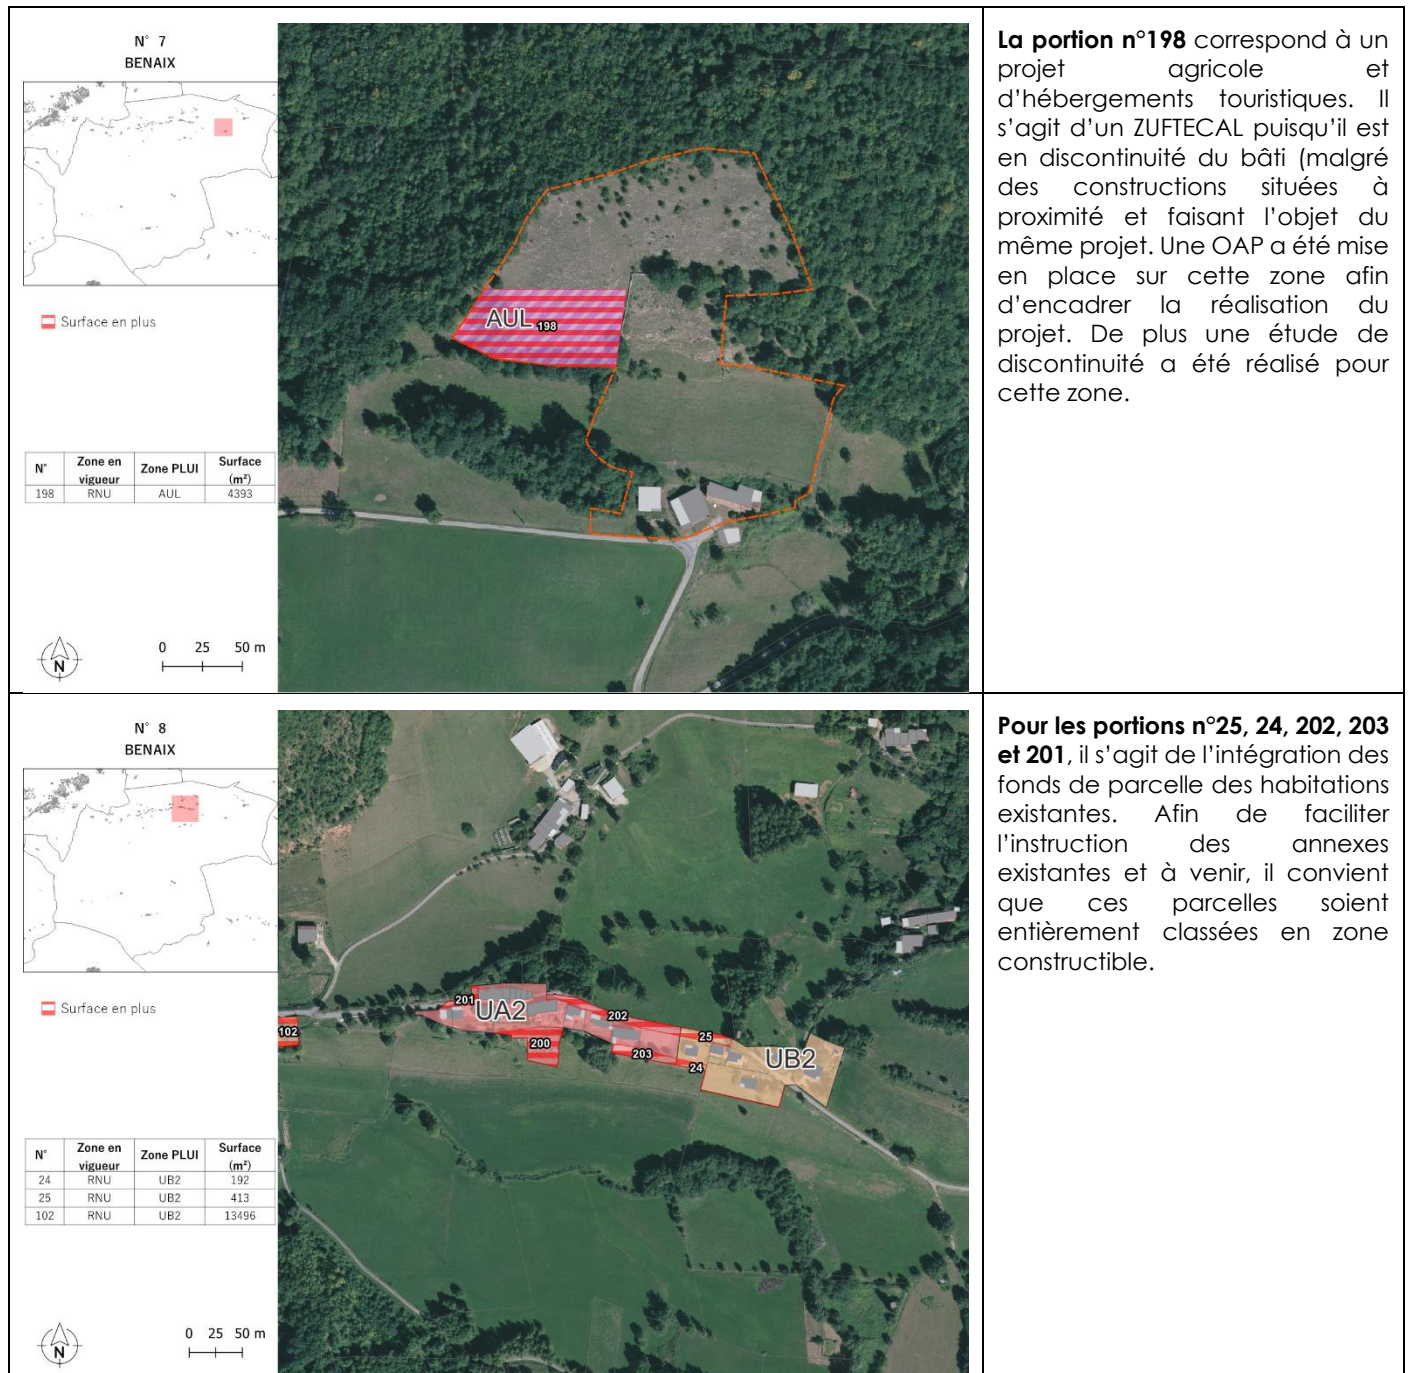 N° 7
BENAIX
Surface en plus
N° Zone en vigueur Zone PLUI Surface (m²)
198 RNU AUL 4393
N
0 25 50 m
AUL 198
La portion n°198 correspond à un
projet agricole et
d’hébergements touristiques. Il
s’agit d’un ZUFTECAL puisqu’il est
en discontinuité du bâti (malgré
des constructions situées à
proximité et faisant l’objet du
même projet. Une OAP a été mise
en place sur cette zone afin
d’encadrer la réalisation du
projet. De plus une étude de
discontinuité a été réalisé pour
cette zone.
N° 8
BENAIX
Surface en plus
N° Zone en vigueur Zone PLUI Surface (m²)
24 RNU UB2 192
25 RNU UB2 413
102 RNU UB2 13496
N
0 25 50 m
201
UA2
202
102
200
203
25
24
UB2
Pour les portions n°25, 24, 202, 203
et 201, il s’agit de l’intégration des
fonds de parcelle des habitations
existantes. Afin de faciliter
l’instruction des annexes
existantes et à venir, il convient
que ces parcelles soient
entièrement classées en zone
constructible.